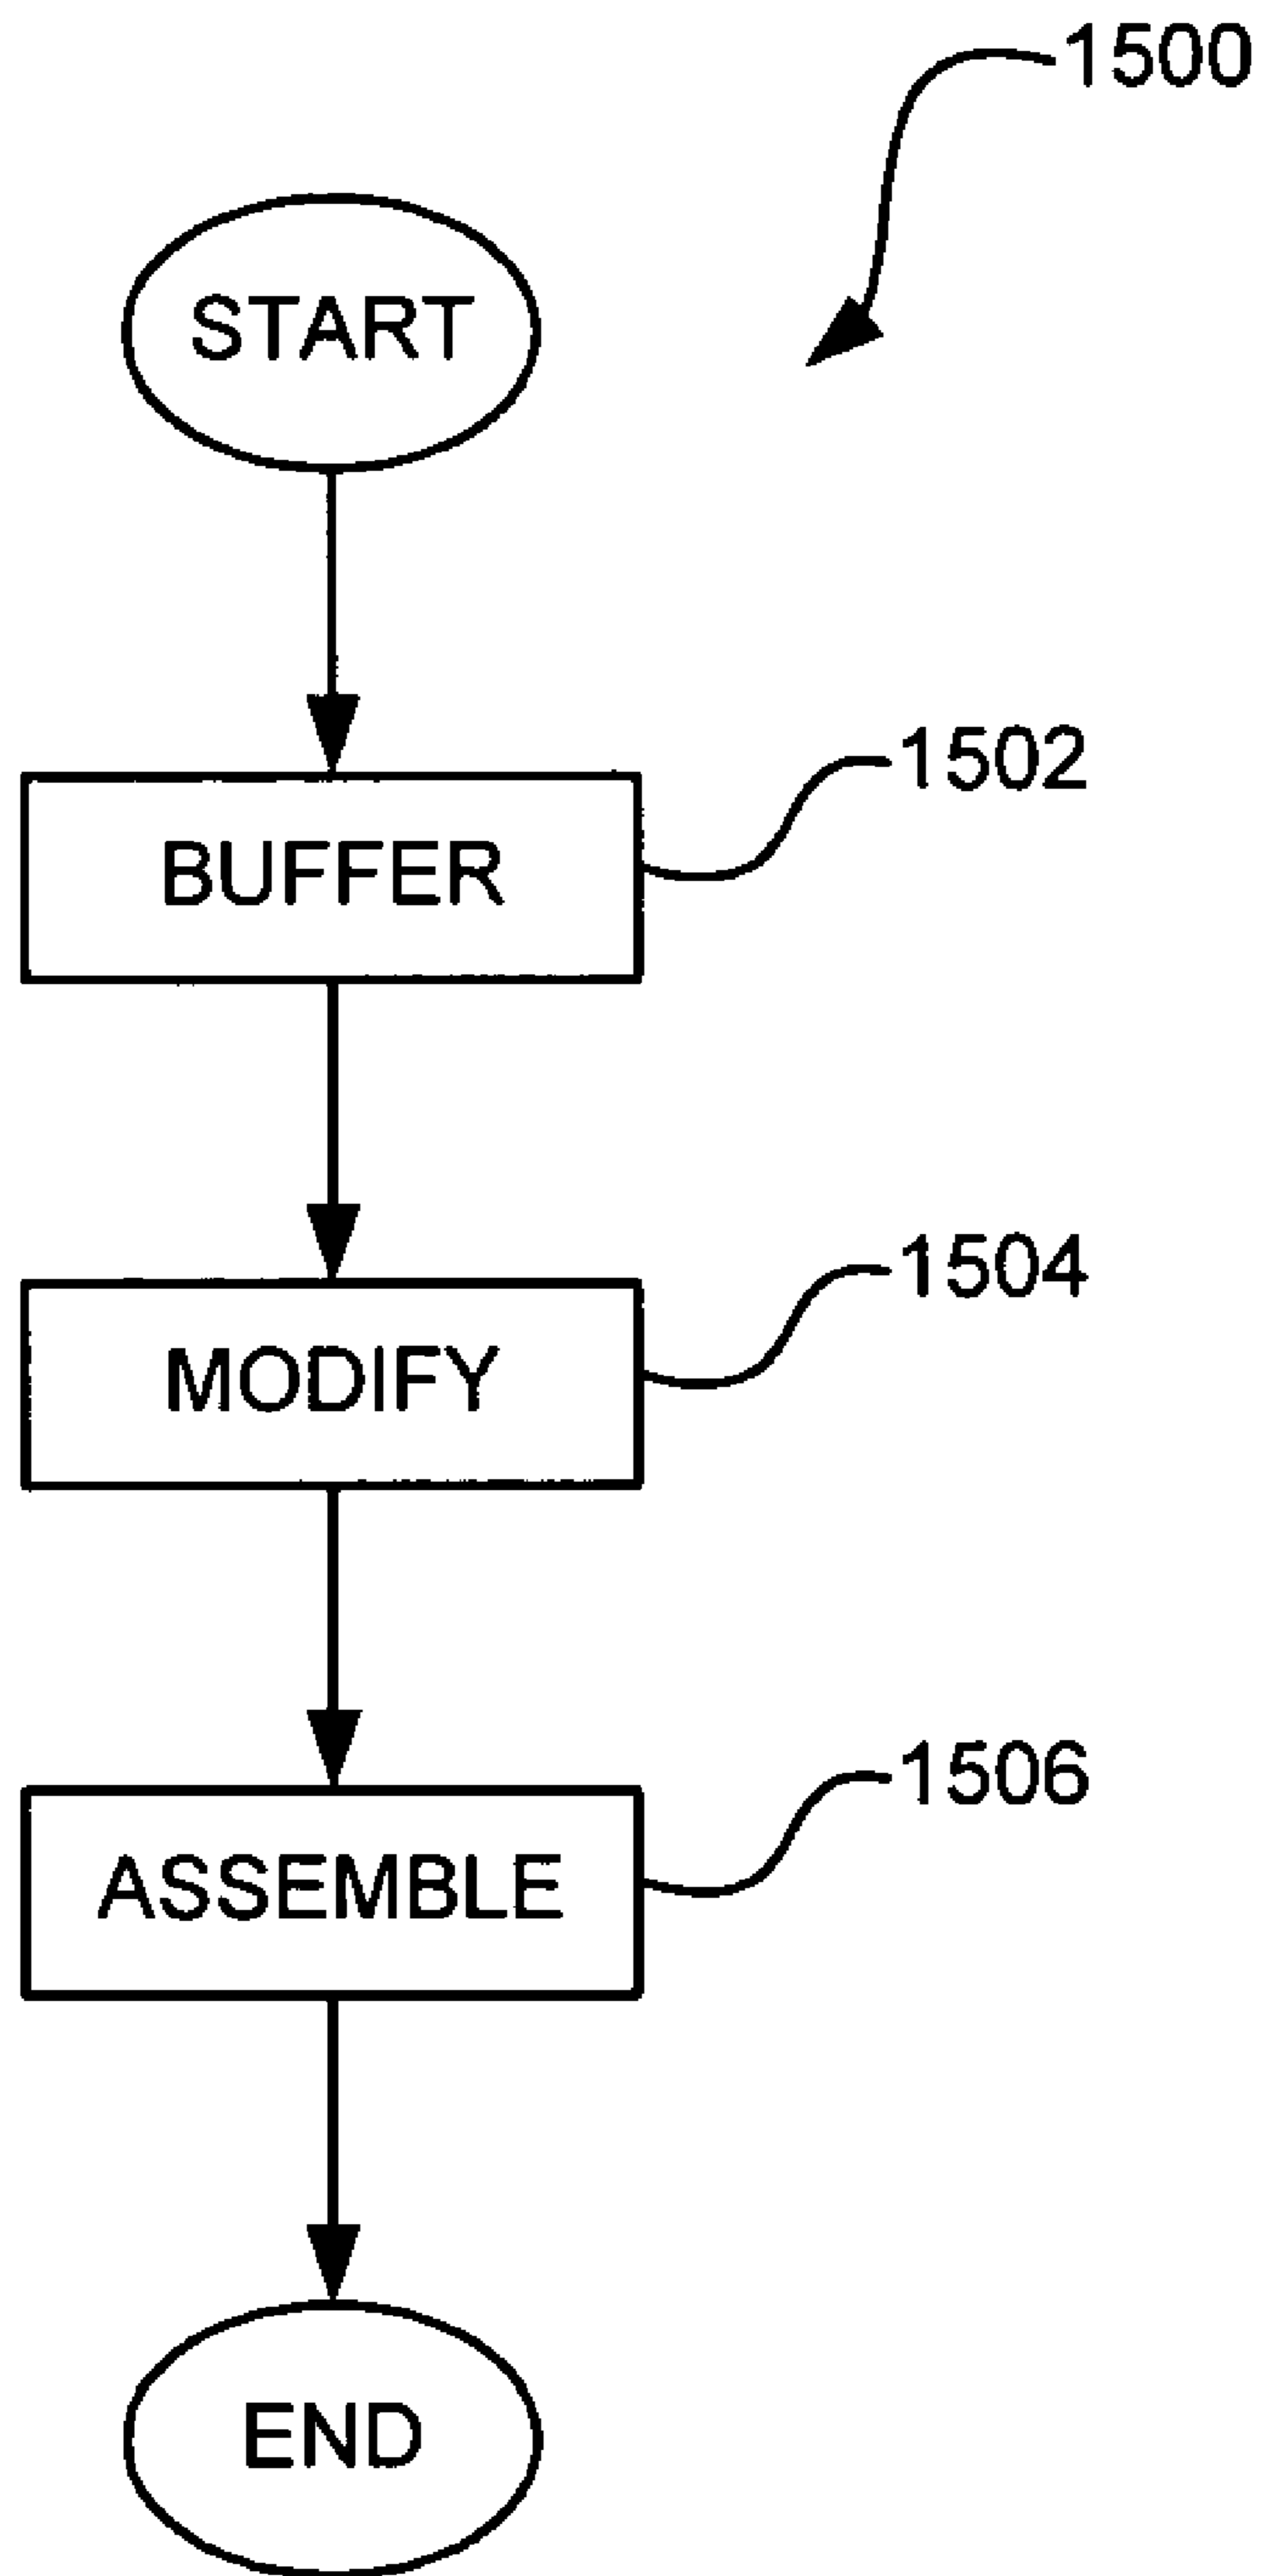 1500
START
1502
BUFFER
1504
MODIFY
1506
ASSEMBLE
END